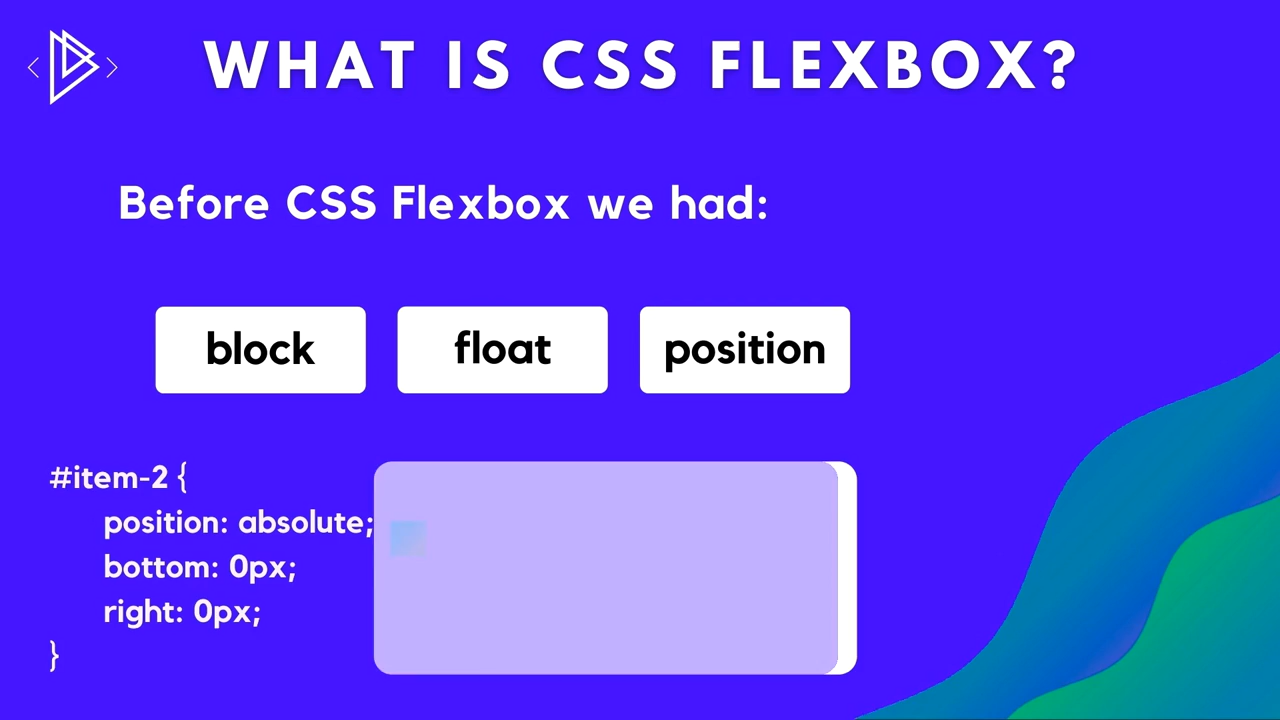 WHAT IS CSS FLEXBOX?
Before CSS Flexbox we had:
block float position
#item-2 {
position: absolute;
bottom: 0px;
right: 0px;
}